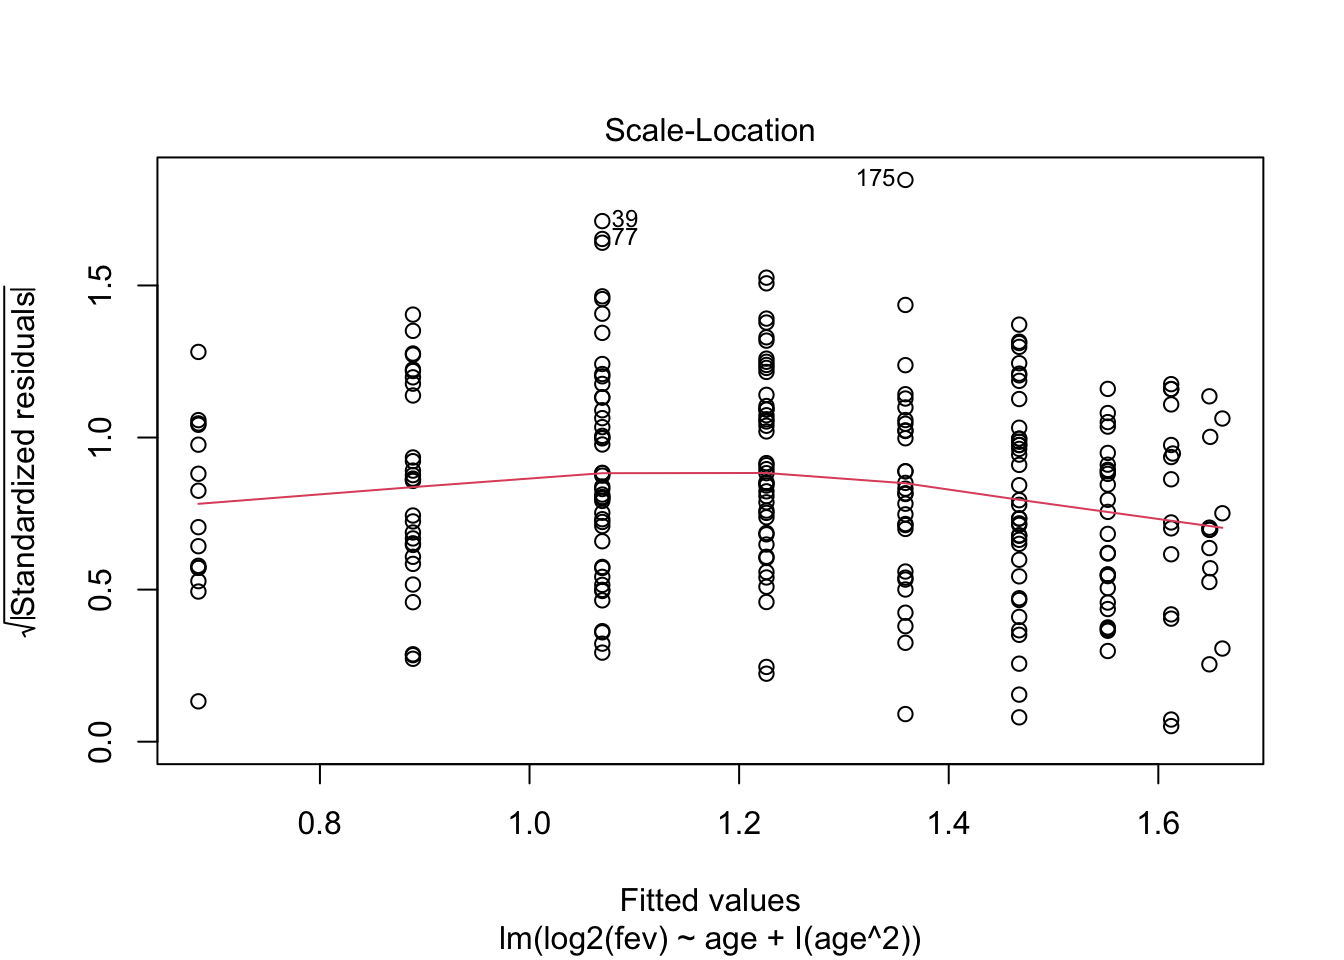 Scale-Location
175
39
77
√|Standardized residuals|
1.5
1.0
0.5
0.0
0.8 1.0 1.2 1.4 1.6
Fitted values
lm(log2(fev) ~ age + I(age^2))